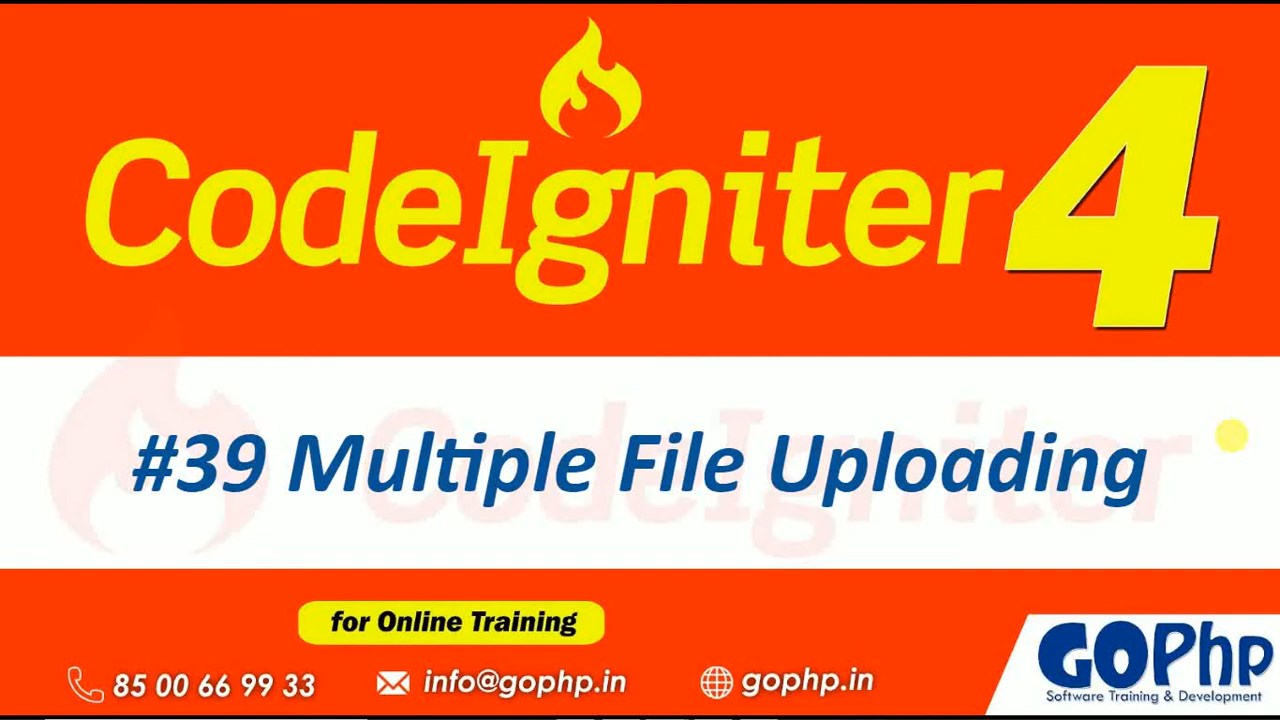 CodeIgniter 4
CodeIgniter
#39 Multiple File Uploading
for Online Training
85 00 66 99 33
info@gophp.in
gophp.in
GOPhp
Software Training & Development